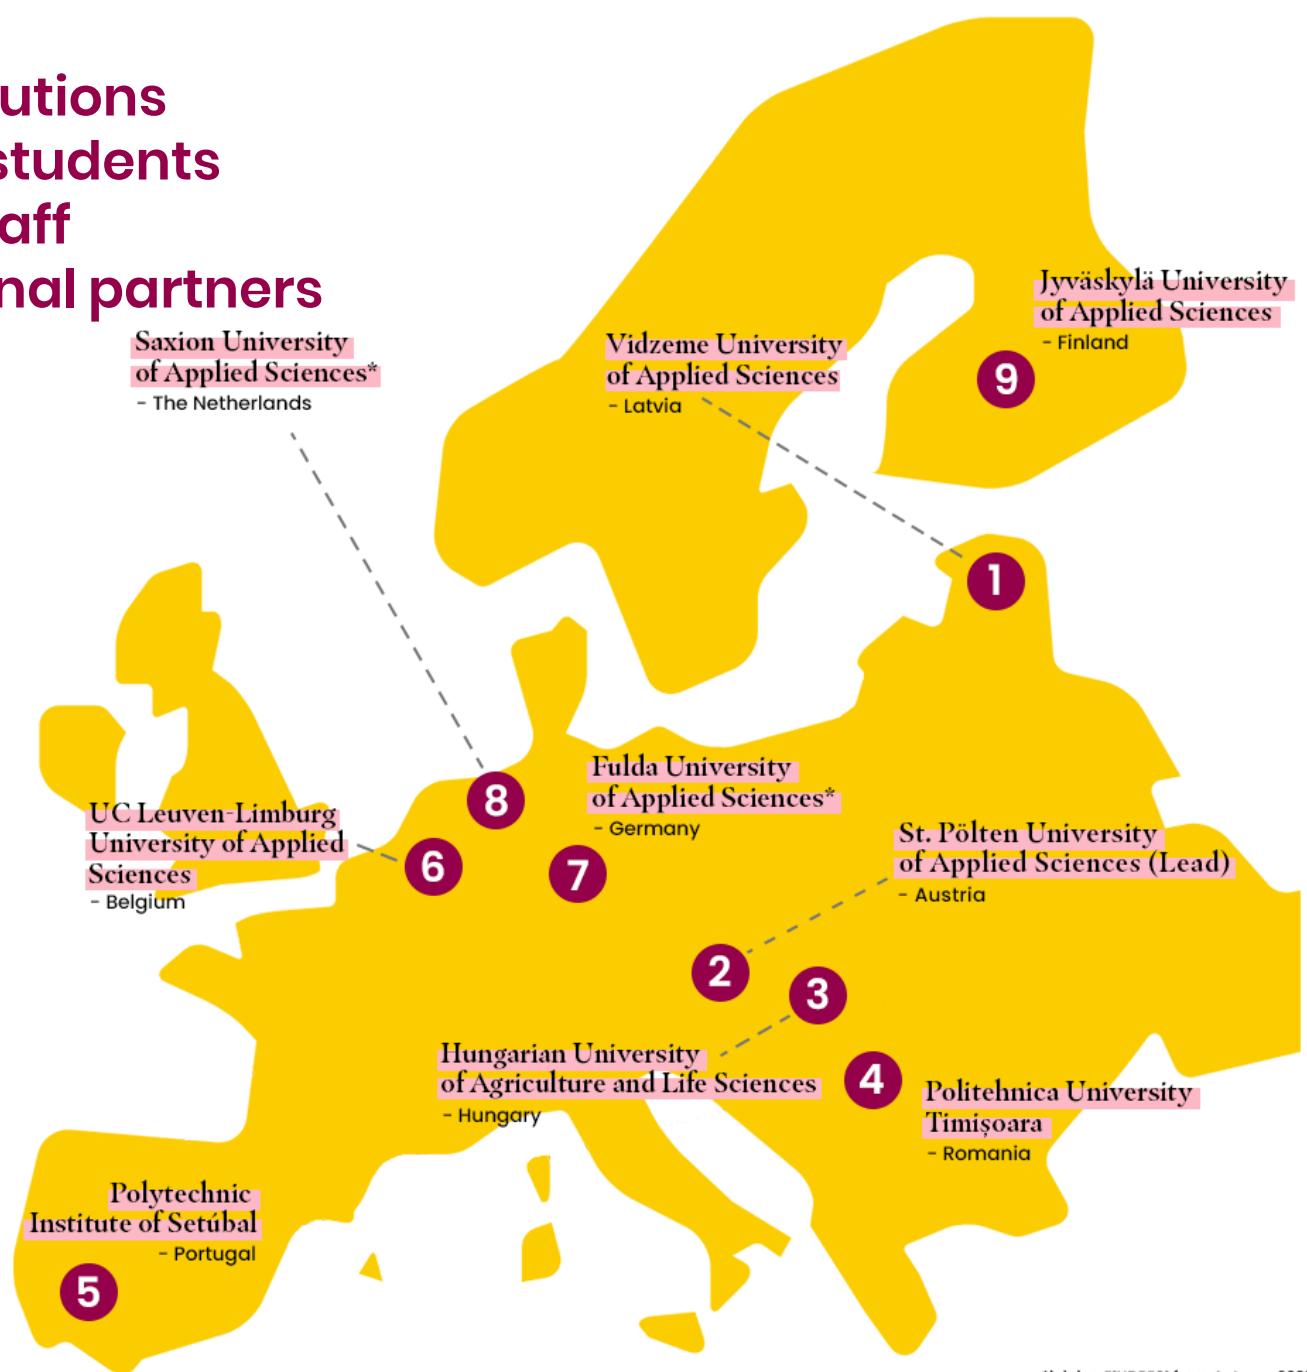 utions
students
aff
nal partners
Saxion University
of Applied Sciences*
- The Netherlands
Vidzeme University
of Applied Sciences
- Latvia
Jyväskylä University
of Applied Sciences
- Finland
9
1
8
Fulda University
of Applied Sciences*
- Germany
UC Leuven-Limburg
University of Applied
Sciences
- Belgium
6
7
St. Pölten University
of Applied Sciences (Lead)
- Austria
2
3
Hungarian University
of Agriculture and Life Sciences
- Hungary
4
Politehnica University
Timișoara
- Romania
Polytechnic
Institute of Setúbal
- Portugal
5